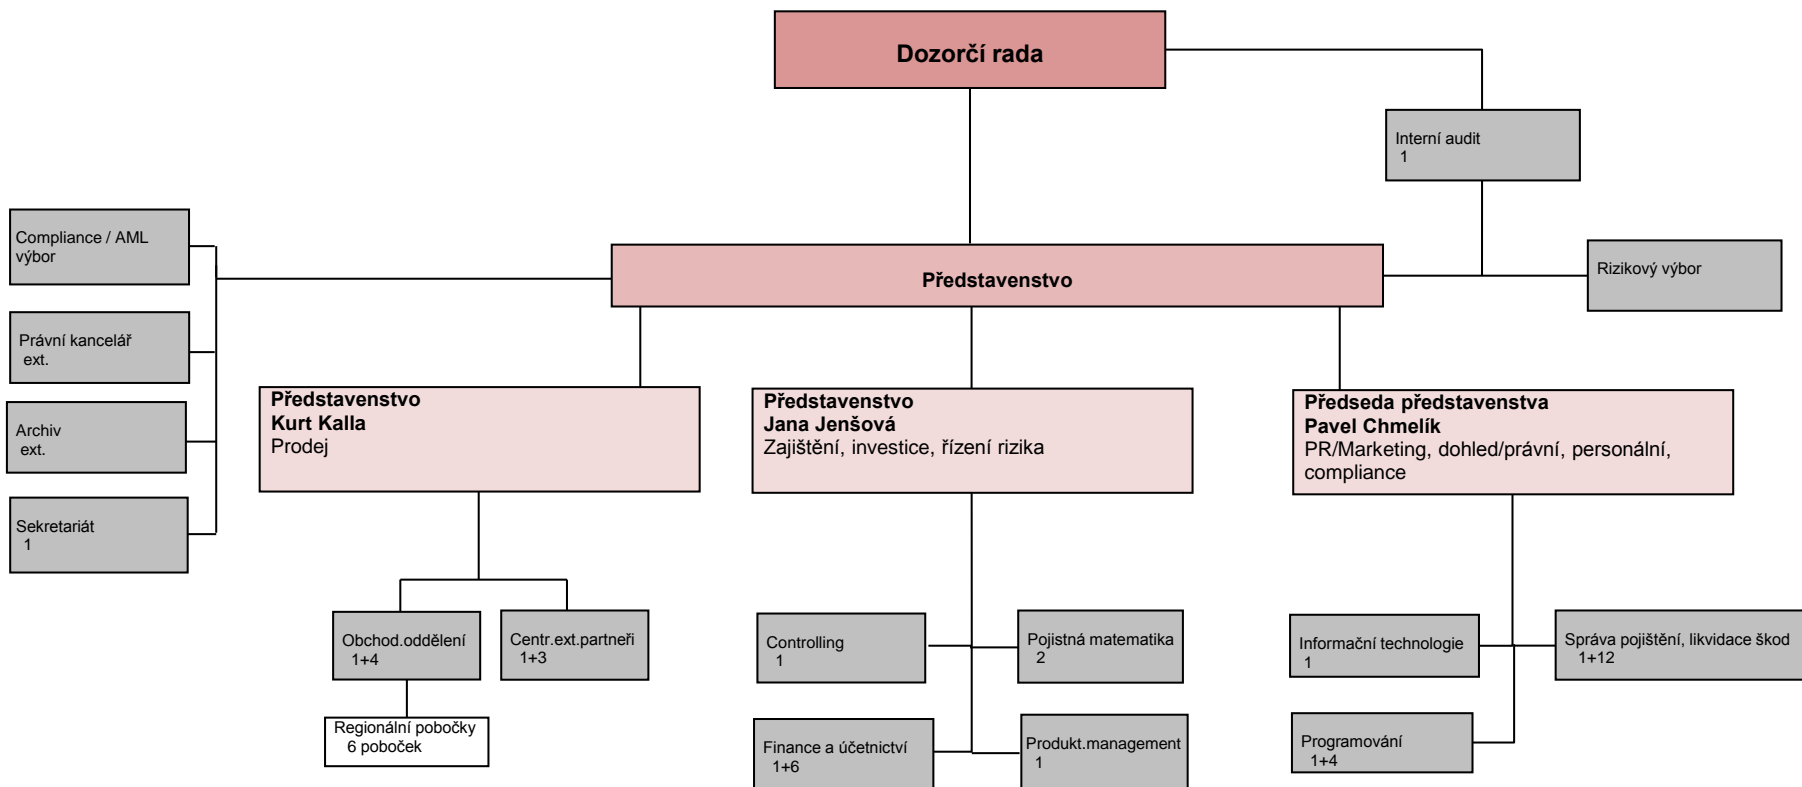 Dozorčí rada
Interní audit
1
Compliance / AML
výbor
Představenstvo
Rizikový výbor
Právní kancelář
ext.
Archiv
ext.
Sekretariát
1
Představenstvo
Kurt Kalla
Prodej
Představenstvo
Jana Jenšová
Zajištění, investice, řízení rizika
Předseda představenstva
Pavel Chmelík
PR/Marketing, dohled/právní, personální,
compliance
Obchod.oddělení
1+4
Centr.ext.partneři
1+3
Regionální pobočky
6 poboček
Controlling
1
Pojistná matematika
2
Finance a účetnictví
1+6
Produkt.management
1
Informační technologie
1
Správa pojištění, likvidace škod
1+12
Programování
1+4